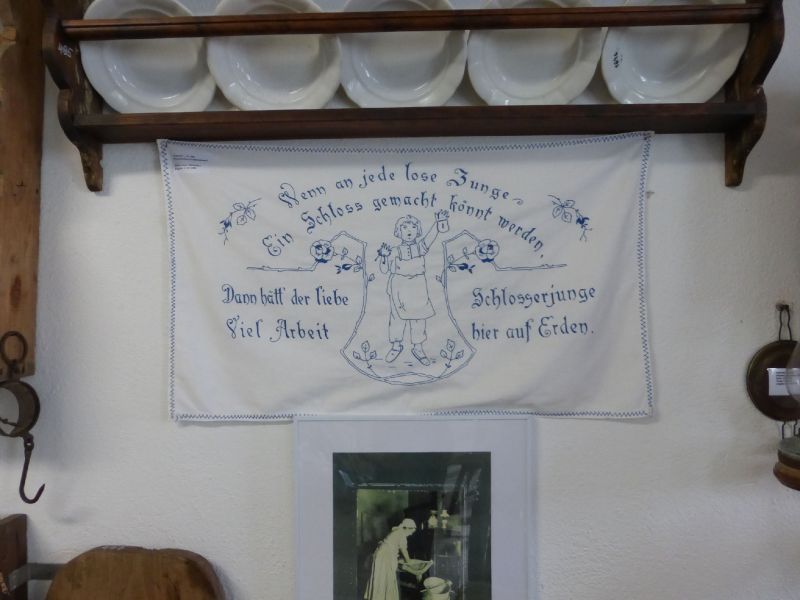 Wenn an jede lose Zunge
Ein Schloss gemacht könnt werden,
Dann hätt' der liebe Schlosserjunge
Viel Arbeit hier auf Erden.